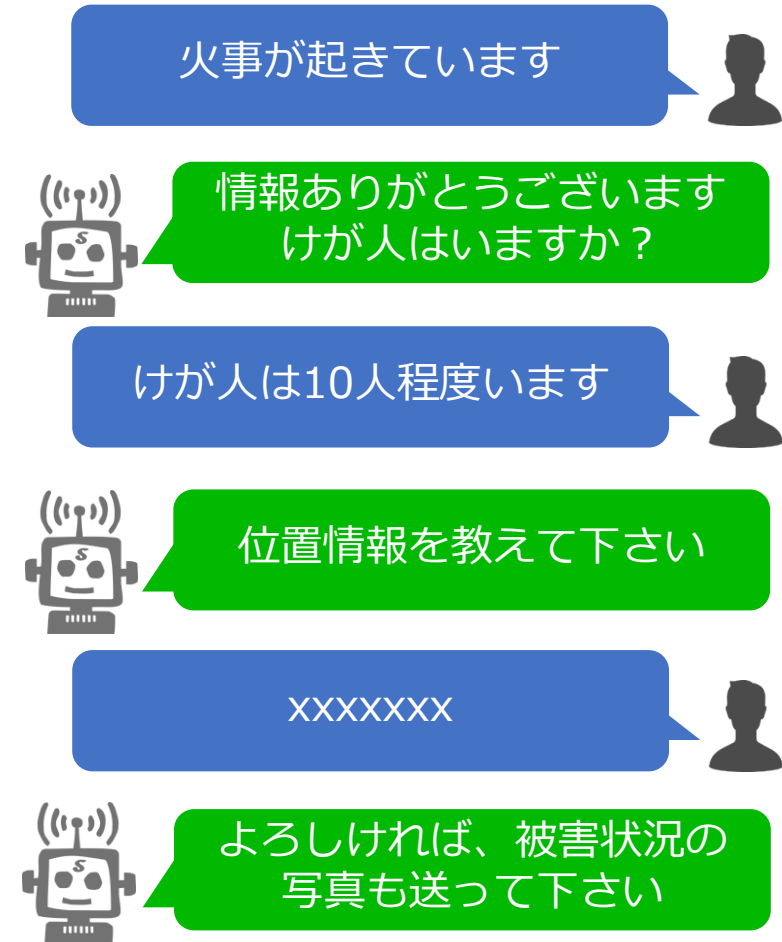 火事が起きています
情報ありがとうございます
けが人はいますか？
けが人は10人程度います
位置情報を教えて下さい
xxxxxxx
よろしければ、被害状況の
写真も送って下さい
S
S
S